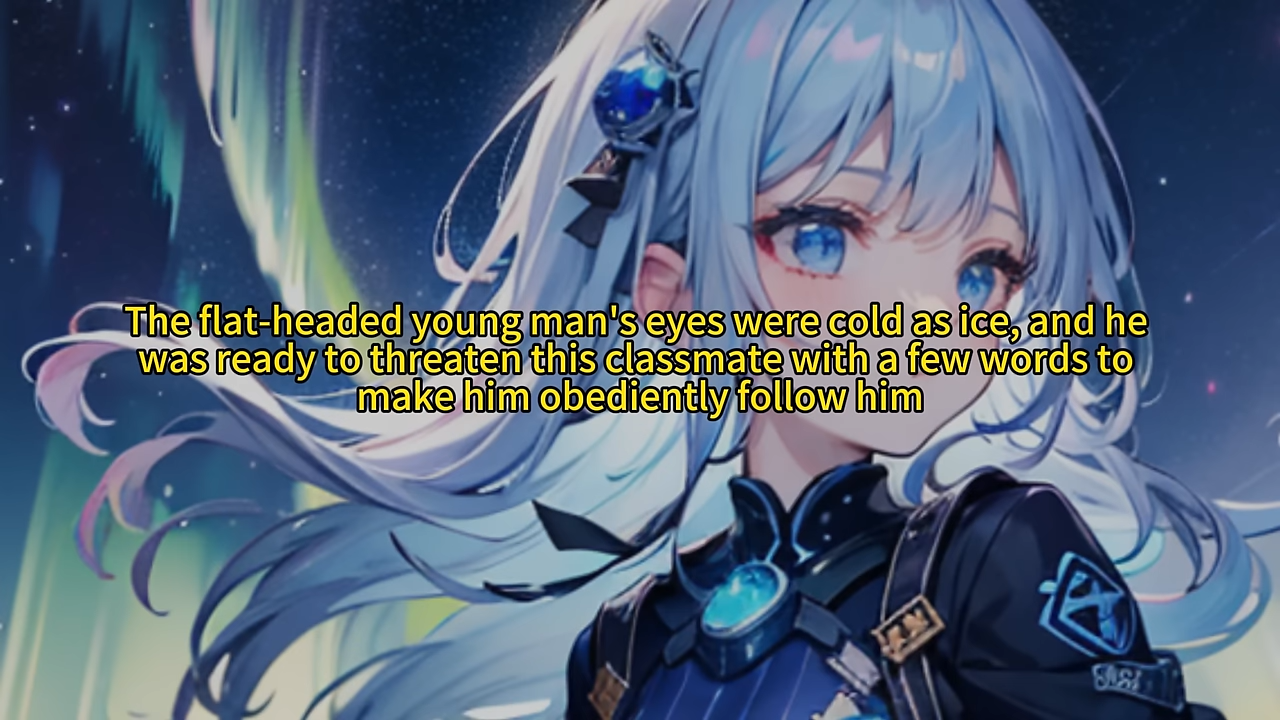 The flat-headed young man's eyes were cold as ice, and he
was ready to threaten this classmate with a few words to
make him obediently follow him